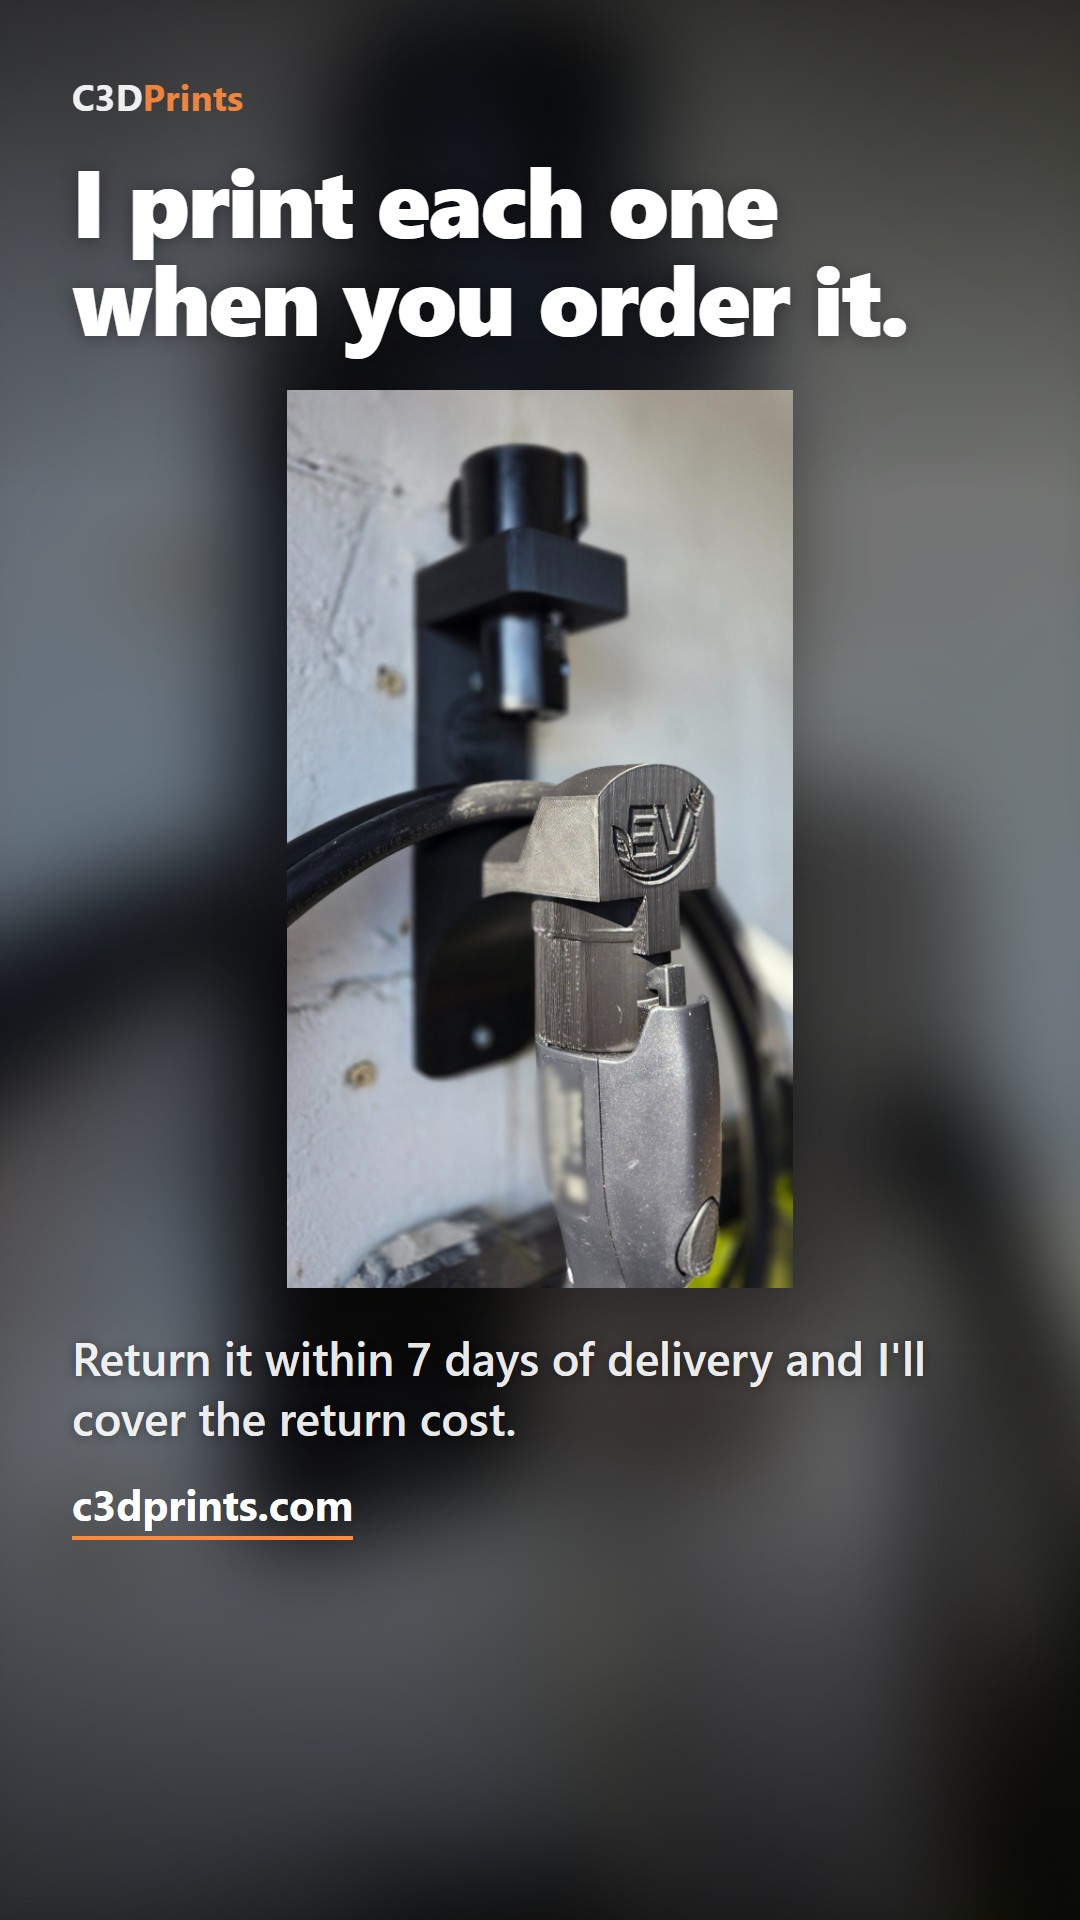 C3DPrints
I print each one
when you order it.
EV
Return it within 7 days of delivery and I'll
cover the return cost.
c3dprints.com